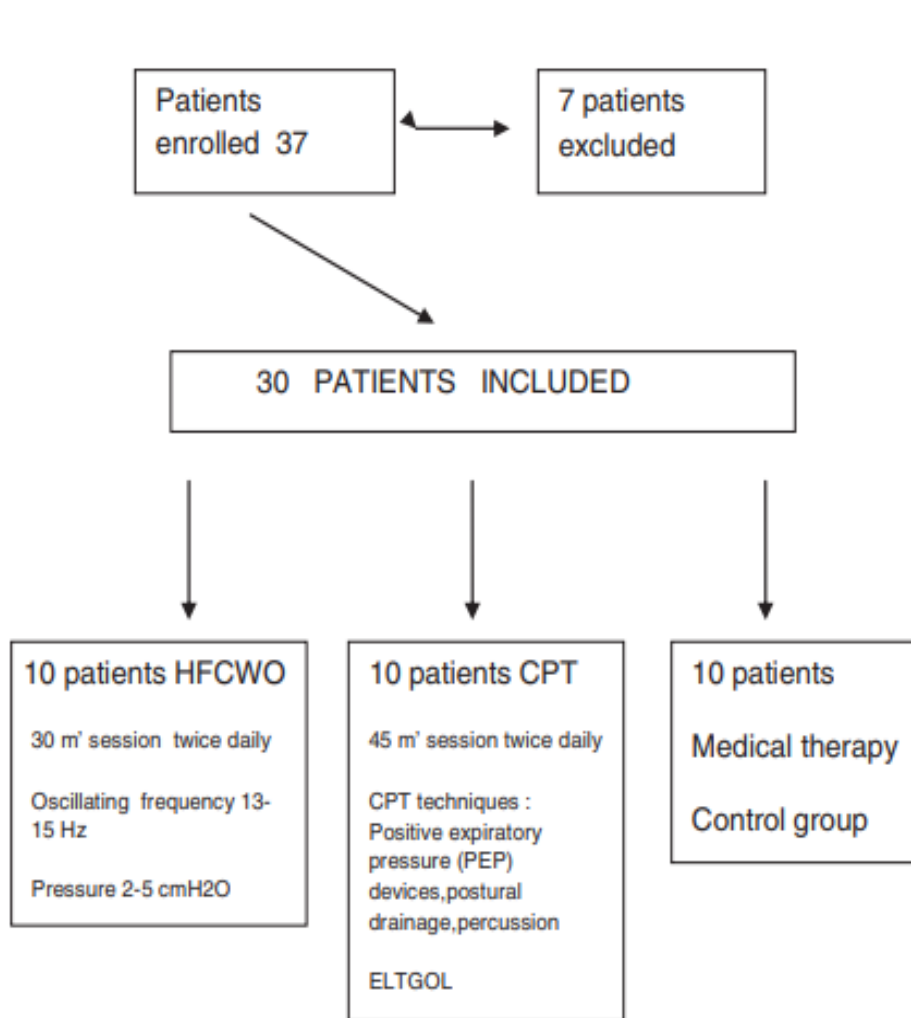 Patients
enrolled 37
7 patients
excluded
30 PATIENTS INCLUDED
10 patients HFCWO
30 m' session twice daily
Oscillating frequency 13-
15 Hz
Pressure 2-5 cmH2O
10 patients CPT
45 m' session twice daily
CPT techniques :
Positive expiratory
pressure (PEP)
devices,postural
drainage,percussion
ELTGOL
10 patients
Medical therapy
Control group